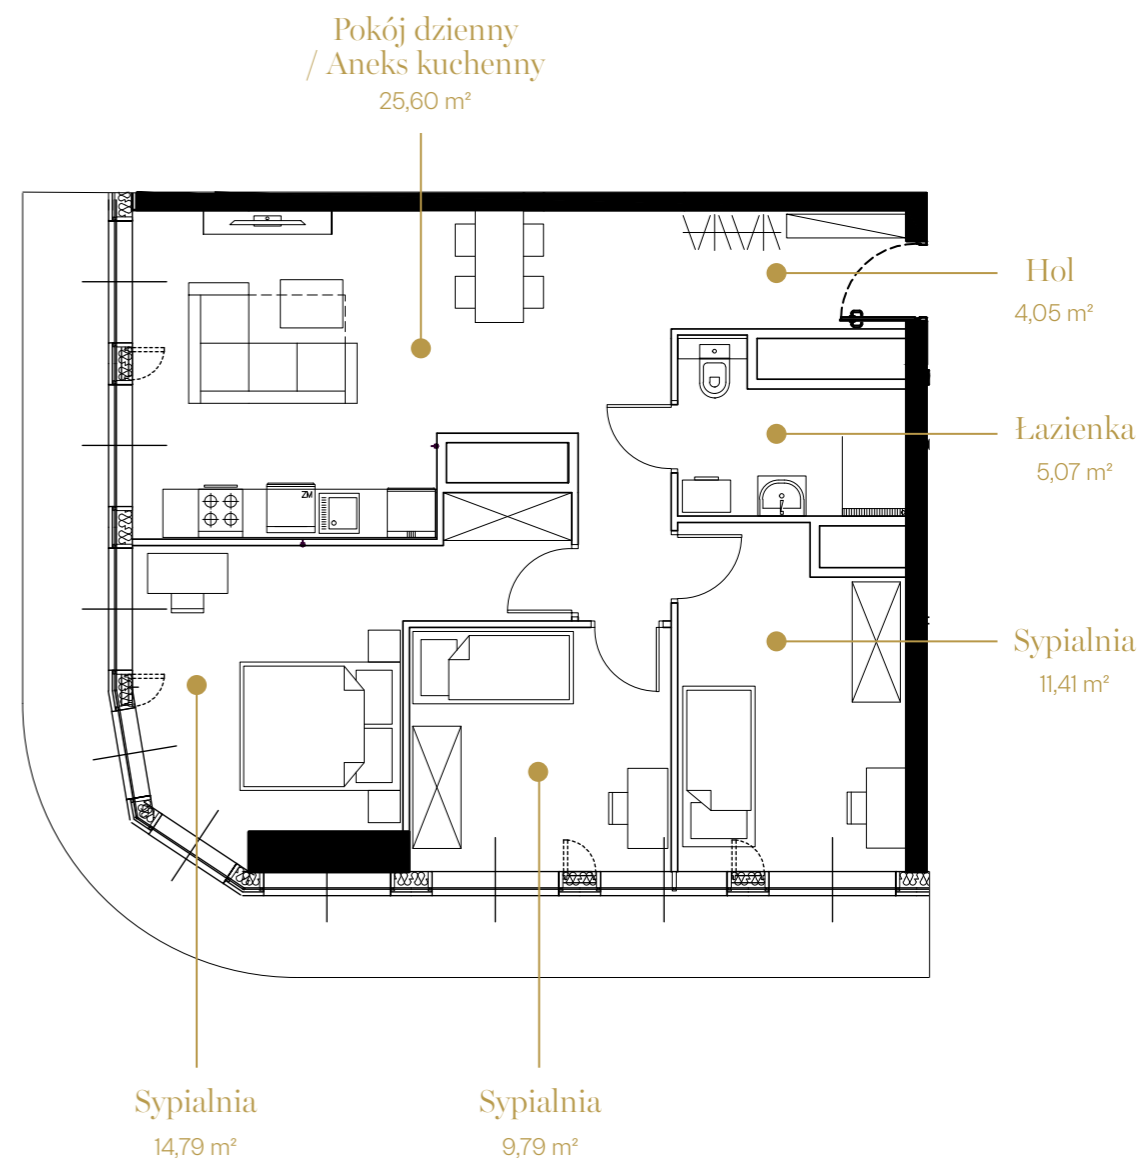 Pokój dzienny
/ Aneks kuchenny
25,60 m²
Hol
4,05 m²
Łazienka
5,07 m²
ZM
Sypialnia
11,41 m²
Sypialnia
14,79 m²
Sypialnia
9,79 m²